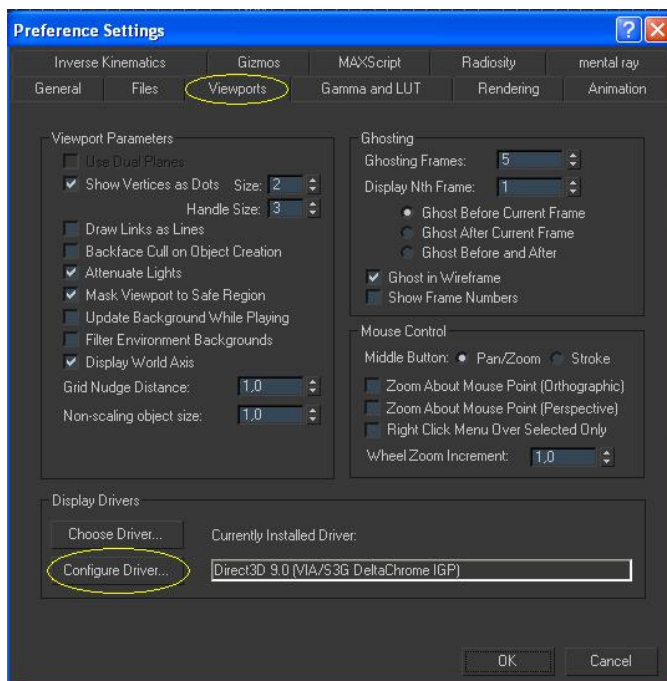 Preference Settings
Inverse Kinematics Gizmos MAXScript Radiosity mental ray
General Files Viewports Gamma and LUT Rendering Animation
Viewport Parameters
Use Dual Planes
Show Vertices as Dots Size: 2
Handle Size: 3
Draw Links as Lines
Backface Cull on Object Creation
Attenuate Lights
Mask Viewport to Safe Region
Update Background While Playing
Filter Environment Backgrounds
Display World Axis
Grid Nudge Distance: 1,0
Non-scaling object size: 1,0
Ghosting
Ghosting Frames: 5
Display Nth Frame: 1
Ghost Before Current Frame
Ghost After Current Frame
Ghost Before and After
Ghost in Wireframe
Show Frame Numbers
Mouse Control
Middle Button: Pan/Zoom Stroke
Zoom About Mouse Point (Orthographic)
Zoom About Mouse Point (Perspective)
Right Click Menu Over Selected Only
Wheel Zoom Increment: 1,0
Display Drivers
Choose Driver... Currently Installed Driver:
Configure Driver... Direct3D 9.0 (VIA/S3G DeltaChrome IGP)
OK Cancel